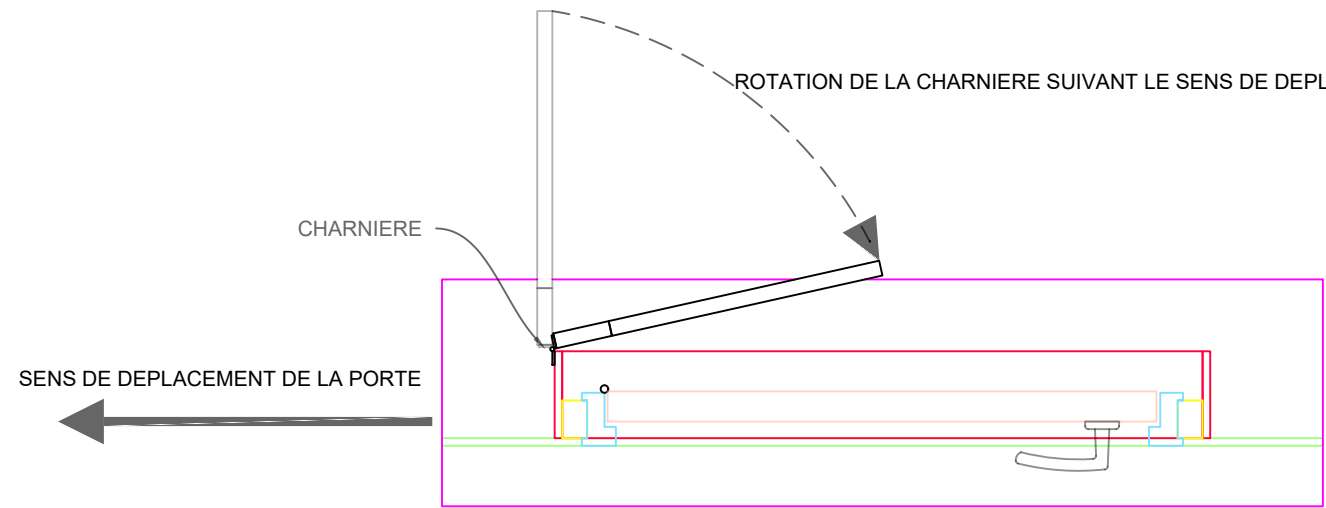 ROTATION DE LA CHARNIERE SUIVANT LE SENS DE DEPL
CHARNIERE
SENS DE DEPLACEMENT DE LA PORTE